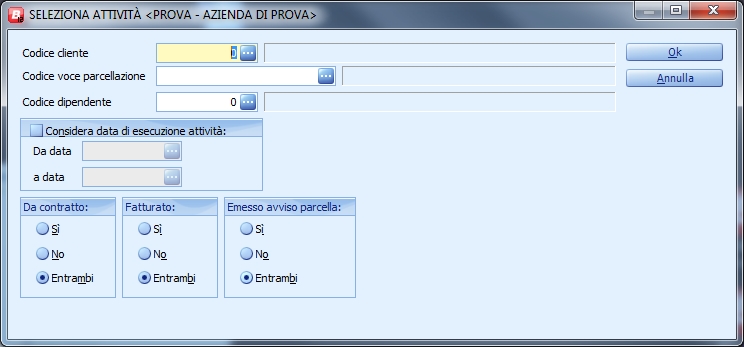 SELEZIONA ATTIVITÀ <PROVA - AZIENDA DI PROVA>
Codice cliente 0 Ok
Codice voce parcellazione Annulla
Codice dipendente 0
Considera data di esecuzione attività:
Da data
a data
Da contratto: Fatturato: Emesso avviso parcella:
Sì Sì Sì
No No No
Entrambi Entrambi Entrambi